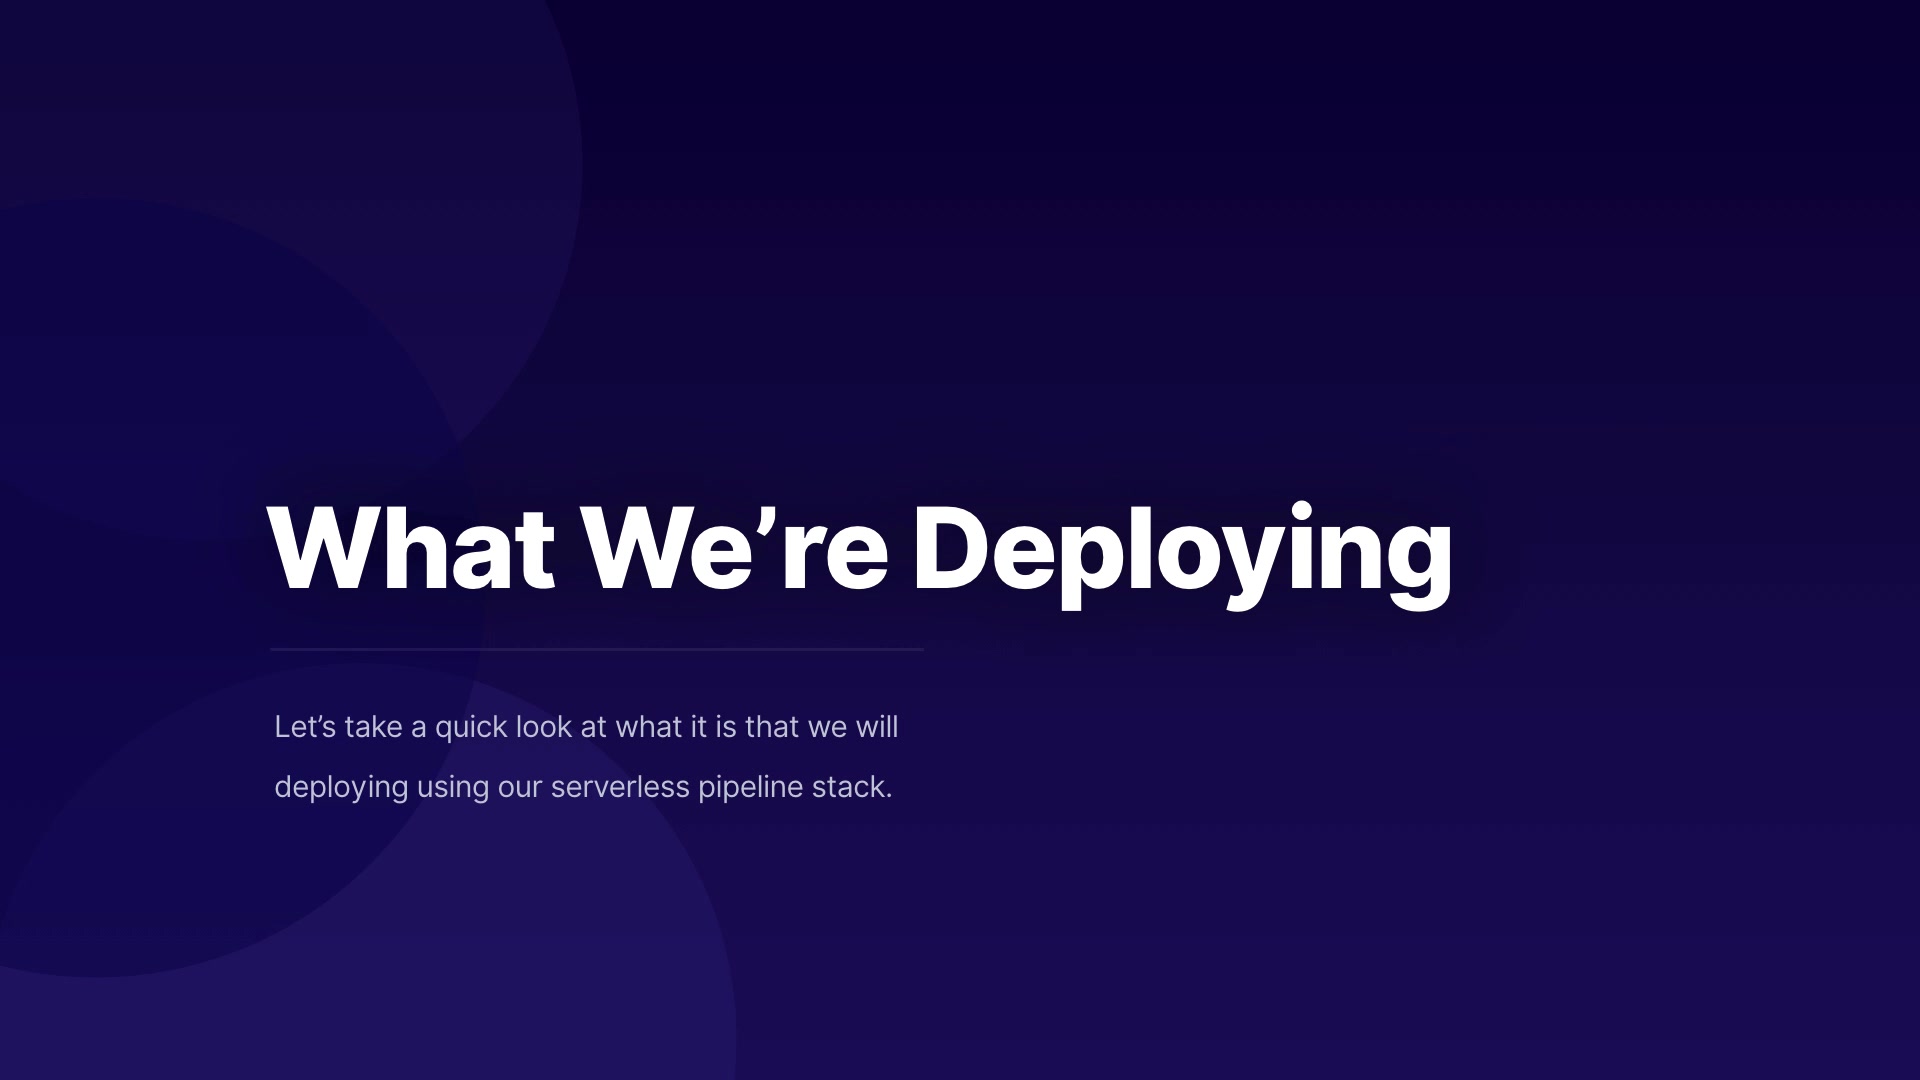 What We’re Deploying
Let’s take a quick look at what it is that we will
deploying using our serverless pipeline stack.